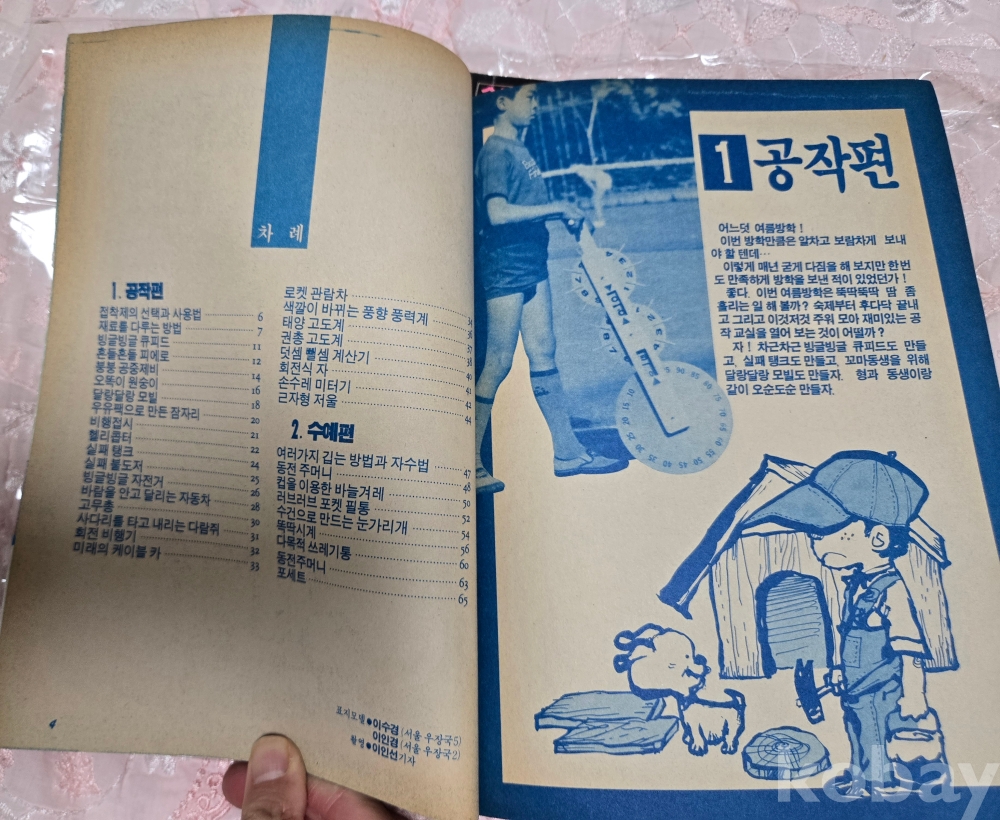 차 례
1. 공작편
접착제의 선택과 사용법 6
재료를 다루는 방법 7
빙글빙글 큐피드 11
흔들흔들 피에로 12
붕붕 공중제비 14
오뚝이 원숭이 16
달랑달랑 모빌 18
우유팩으로 만든 잠자리 20
비행접시 21
헬리콥터 22
실패 탱크 24
실패 불도저 25
빙글빙글 자전거 26
바람을 안고 달리는 자동차 28
고무총 30
사다리를 타고 내리는 다람쥐 31
회전 비행기 32
미래의 케이블 카 33
로켓 관람차 34
색깔이 바뀌는 풍향 풍력계 36
태양 고도계 37
권총 고도계 38
덧셈 뺄셈 계산기 40
회전식 자 41
손수레 미터기 42
근자형 저울 44
2. 수예편
여러가지 깁는 방법과 자수법 47
동전 주머니 48
컵을 이용한 바늘겨레 50
러브러브 포켓 필통 52
수건으로 만드는 눈가리개 54
똑딱시계 56
다목적 쓰레기통 60
동전주머니 63
포세트 65
표지모델●이수경(서울 우장국5)
이인경(서울 우장국2)
촬영●이인선기자
4
1 공작편
어느덧 여름방학!
이번 방학만큼은 알차고 보람차게 보내
야 할 텐데…
이렇게 매년 굳게 다짐을 해 보지만 한번
도 만족하게 방학을 보낸 적이 있었던가!
좋다. 이번 여름방학은 뚝딱뚝딱 땀 좀
흘리는 일 해 볼까? 숙제부터 후다닥 끝내
고 그리고 이것저것 주위 모아 재미있는 공
작 교실을 열어 보는 것이 어떨까?
자! 차근차근 빙글빙글 큐피드도 만들
고, 실패 탱크도 만들고, 꼬마동생을 위해
달랑달랑 모빌도 만들자. 형과 동생이랑
같이 오순도순 만들자.
kobay